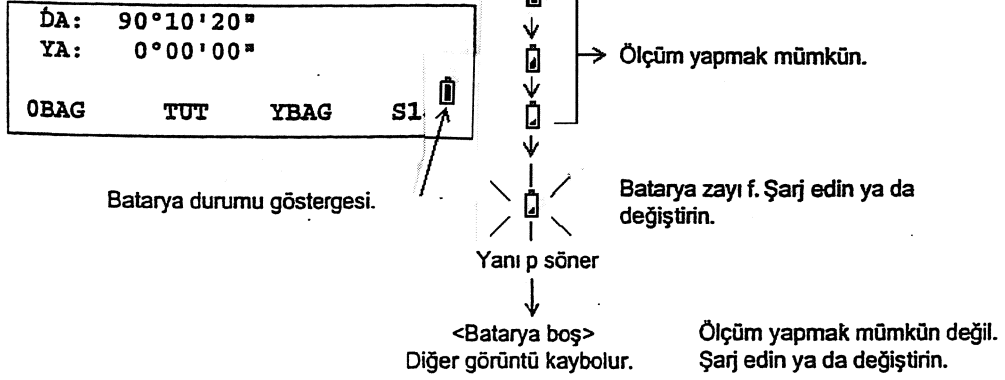 DA: 90°10'20"
YA: 0°00'00"
0BAG TUT YBAG S1
Ölçüm yapmak mümkün.
Batarya durumu göstergesi.
Batarya zayı f. Şarj edin ya da
değiştirin.
Yanı p söner
<Batarya boş>
Diğer görüntü kaybolur.
Ölçüm yapmak mümkün değil.
Şarj edin ya da değiştirin.